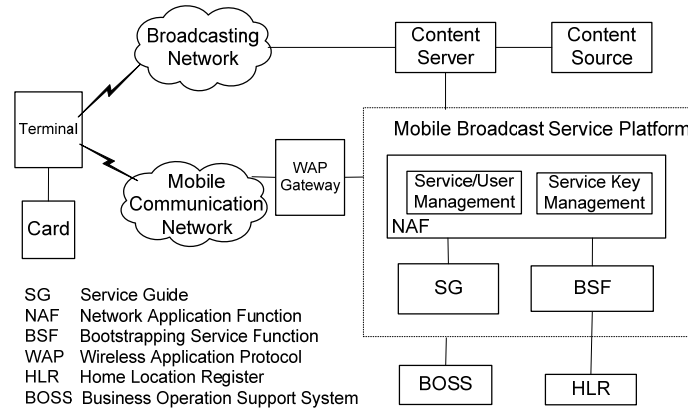 Broadcasting
Network
Content
Server
Content
Source
Terminal
Mobile Broadcast Service Platform
WAP
Gateway
Mobile
Communication
Network
Service/User
Management
Service Key
Management
NAF
Card
SG
BSF
SG Service Guide
NAF Network Application Function
BSF Bootstrapping Service Function
WAP Wireless Application Protocol
HLR Home Location Register
BOSS Business Operation Support System
BOSS
HLR